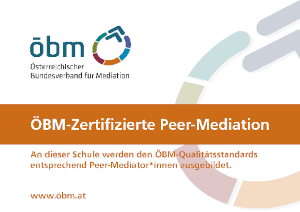 öbm
Österreichischer
Bundesverband für Mediation
ÖBM-Zertifizierte Peer-Mediation
An dieser Schule werden den ÖBM-Qualitätsstandards
entsprechend Peer-Mediator*innen ausgebildet.
www.öbm.at